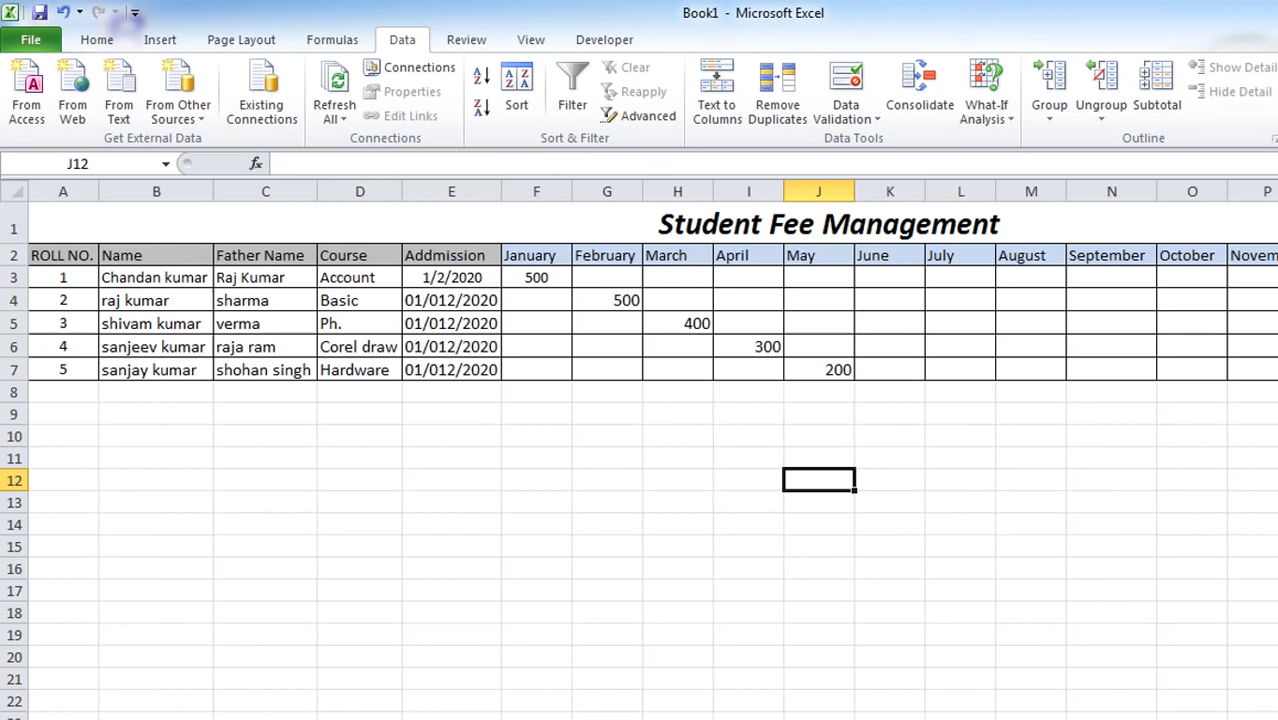 Book1 - Microsoft Excel
File Home Insert Page Layout Formulas Data Review View Developer
From Access
From Web
From Text
From Other Sources
Existing Connections
Get External Data
Refresh All
Connections
Properties
Edit Links
Connections
Sort
Filter
Clear
Reapply
Advanced
Sort & Filter
Text to Columns
Remove Duplicates
Data Validation
Consolidate
What-If Analysis
Data Tools
Group
Ungroup
Subtotal
Show Detail
Hide Detail
Outline
J12 fx
A B C D E F G H I J K L M N O P
1 Student Fee Management
2 ROLL NO. Name Father Name Course Addmission January February March April May June July August September October Novem
3 1 Chandan kumar Raj Kumar Account 1/2/2020 500
4 2 raj kumar sharma Basic 01/012/2020 500
5 3 shivam kumar verma Ph. 01/012/2020 400
6 4 sanjeev kumar raja ram Corel draw 01/012/2020 300
7 5 sanjay kumar shohan singh Hardware 01/012/2020 200
8
9
10
11
12
13
14
15
16
17
18
19
20
21
22